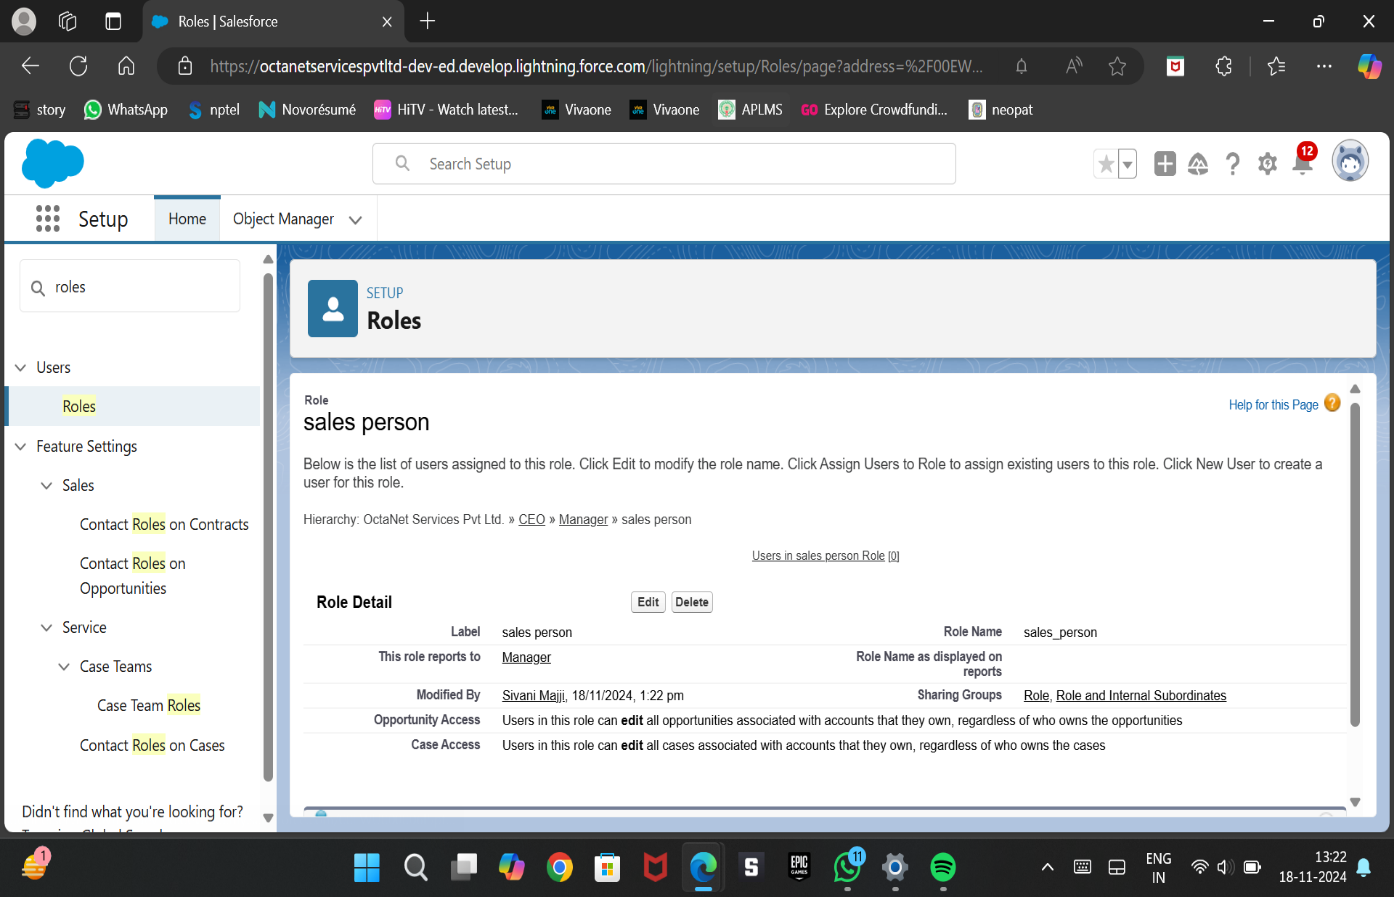 Roles | Salesforce
https://octanetservicespvtltd-dev-ed.develop.lightning.force.com/lightning/setup/Roles/page?address=%2F00EW...
story
WhatsApp
nptel
Novorésumé
HiTV - Watch latest...
Vivaone
Vivaone
APLMS
GO Explore Crowdfundi...
neopat
Search Setup
12
Setup
Home
Object Manager
roles
SETUP
Roles
Users
Roles
Feature Settings
Sales
Contact Roles on Contracts
Contact Roles on
Opportunities
Service
Case Teams
Case Team Roles
Contact Roles on Cases
Didn't find what you're looking for?
Role
sales person
Help for this Page ?
Below is the list of users assigned to this role. Click Edit to modify the role name. Click Assign Users to Role to assign existing users to this role. Click New User to create a
user for this role.
Hierarchy: OctaNet Services Pvt Ltd. » CEO » Manager » sales person
Users in sales person Role [0]
Role Detail
Edit
Delete
Label sales person
Role Name sales_person
This role reports to Manager
Role Name as displayed on
reports
Modified By Sivani Majji, 18/11/2024, 1:22 pm
Sharing Groups Role, Role and Internal Subordinates
Opportunity Access Users in this role can edit all opportunities associated with accounts that they own, regardless of who owns the opportunities
Case Access Users in this role can edit all cases associated with accounts that they own, regardless of who owns the cases
1
S
EPIC
GAMES
11
ENG
IN
13:22
18-11-2024